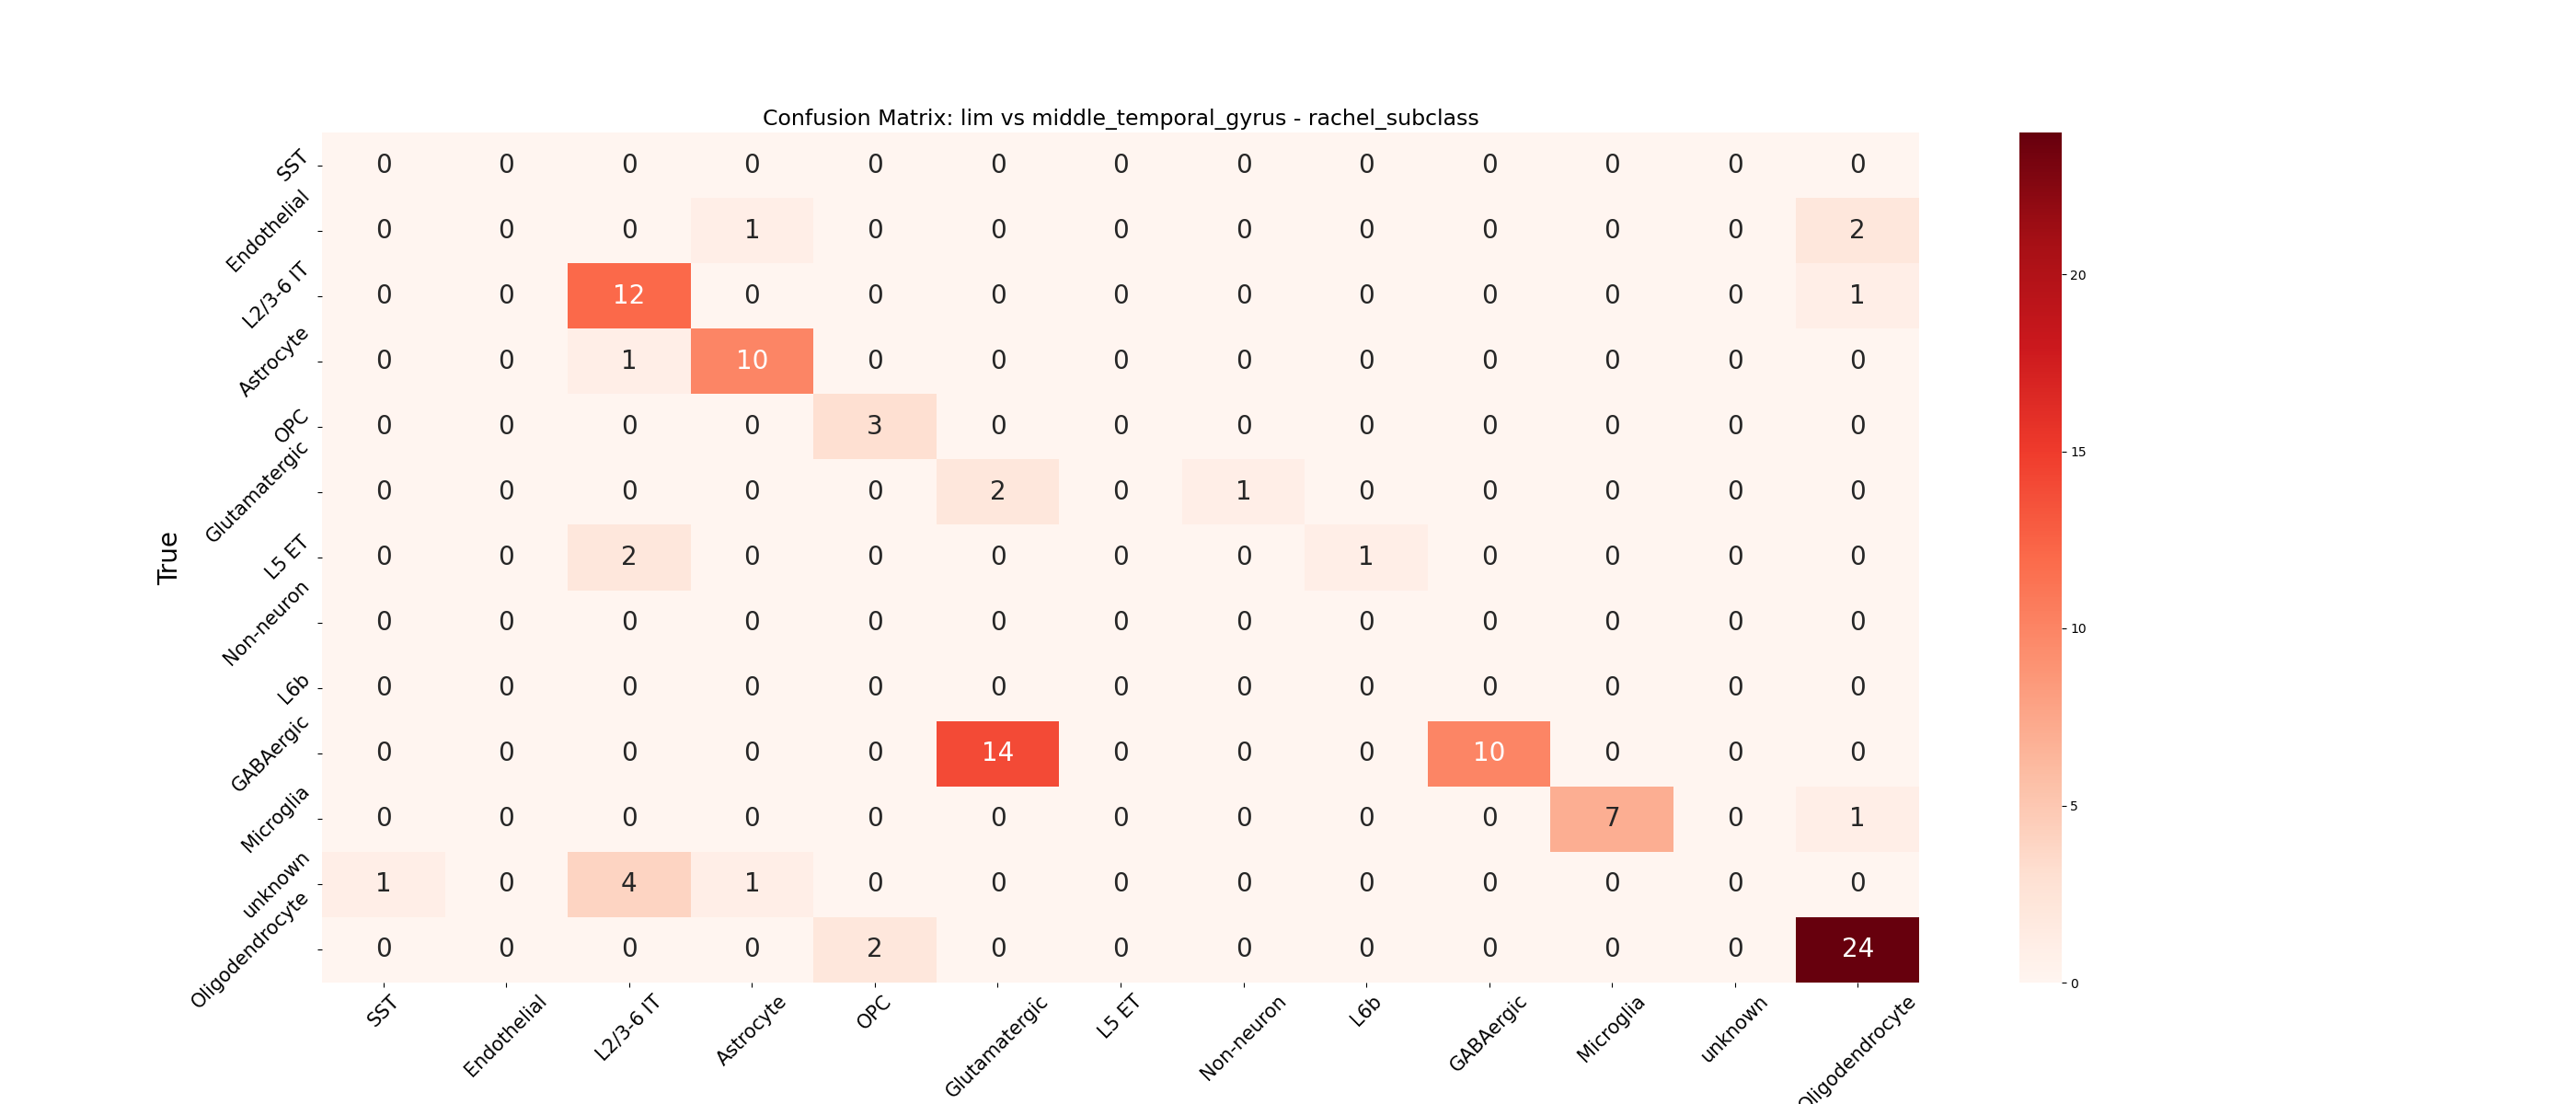 Confusion Matrix: lim vs middle_temporal_gyrus - rachel_subclass
True
SST 0 0 0 0 0 0 0 0 0 0 0 0 0
Endothelial 0 0 0 1 0 0 0 0 0 0 0 0 2
L2/3-6 IT 0 0 12 0 0 0 0 0 0 0 0 0 1
Astrocyte 0 0 1 10 0 0 0 0 0 0 0 0 0
OPC 0 0 0 0 3 0 0 0 0 0 0 0 0
Glutamatergic 0 0 0 0 0 2 0 1 0 0 0 0 0
L5 ET 0 0 2 0 0 0 0 0 1 0 0 0 0
Non-neuron 0 0 0 0 0 0 0 0 0 0 0 0 0
L6b 0 0 0 0 0 0 0 0 0 0 0 0 0
GABAergic 0 0 0 0 0 14 0 0 0 10 0 0 0
Microglia 0 0 0 0 0 0 0 0 0 0 7 0 1
unknown 1 0 4 1 0 0 0 0 0 0 0 0 0
Oligodendrocyte 0 0 0 0 2 0 0 0 0 0 0 0 24
SST Endothelial L2/3-6 IT Astrocyte OPC Glutamatergic L5 ET Non-neuron L6b GABAergic Microglia unknown Oligodendrocyte
20
15
10
5
0